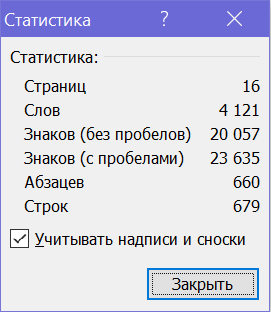 Статистика ?
Статистика:
Страниц 16
Слов 4 121
Знаков (без пробелов) 20 057
Знаков (с пробелами) 23 635
Абзацев 660
Строк 679
Учитывать надписи и сноски
Закрыть